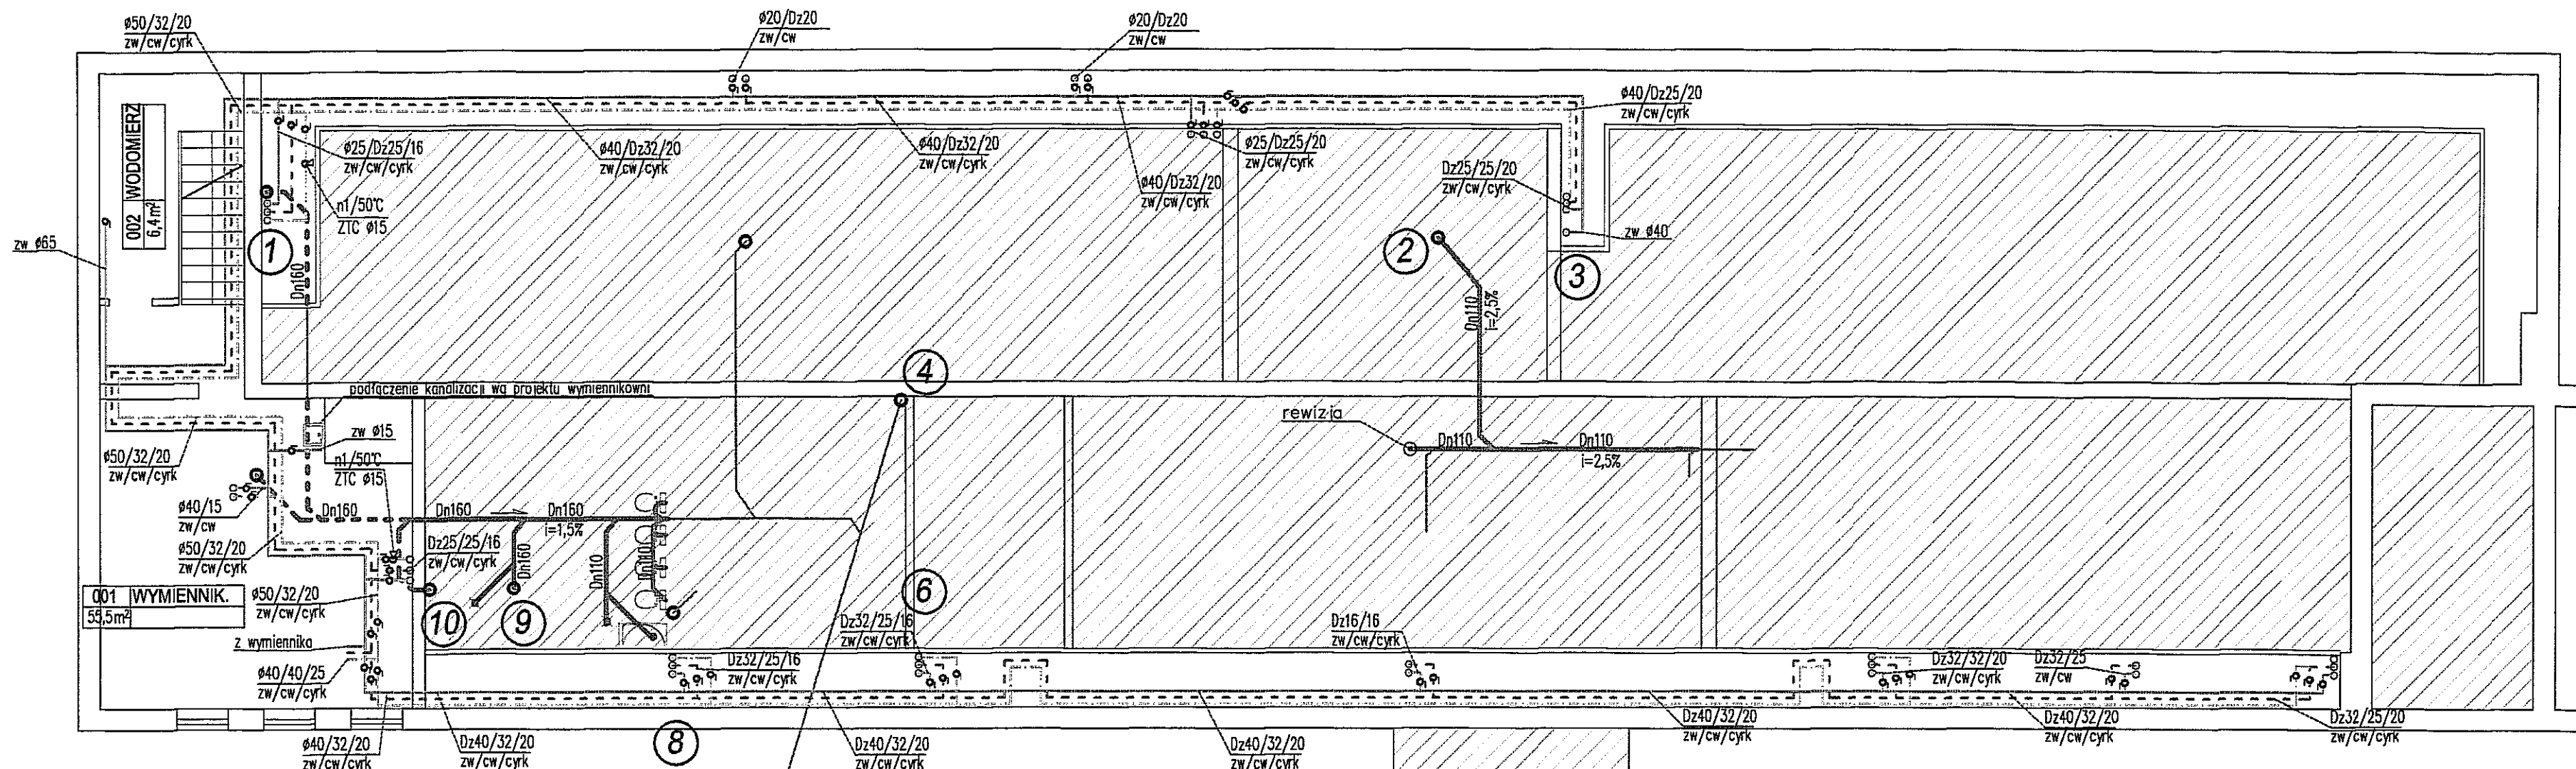 ø50/32/20
zw/cw/cyrk
ø20/Dz20
zw/cw
ø20/Dz20
zw/cw
ø40/Dz25/20
zw/cw/cyrk
002 WODOMIERZ
6,4m²
ø25/Dz25/16
zw/cw/cyrk
ø40/Dz32/20
zw/cw/cyrk
ø40/Dz32/20
zw/cw/cyrk
ø25/Dz25/20
zw/cw/cyrk
ø40/Dz32/20
zw/cw/cyrk
Dz25/25/20
zw/cw/cyrk
n1/50°C
ZTC ø15
zw ø65
zw ø40
1
2
3
Dn160
Dn110
i=2,5%
4
podłączenie kanalizacji wg projektu wymiennikowni
rewizja
zw ø15
Dn110
Dn110
i=2,5%
ø50/32/20
zw/cw/cyrk
n1/50°C
ZTC ø15
ø40/15
zw/cw
Dn160
Dn160
Dn160
i=1,5%
ø50/32/20
zw/cw/cyrk
Dz25/25/16
zw/cw/cyrk
Dn160
Dn110
Dn110
001 WYMIENNIK.
55,5m²
ø50/32/20
zw/cw/cyrk
10
9
6
Dz32/25/16
zw/cw/cyrk
Dz16/16
zw/cw/cyrk
z wymiennika
ø40/40/25
zw/cw/cyrk
Dz32/25/16
zw/cw/cyrk
Dz32/32/20
zw/cw/cyrk
Dz32/25
zw/cw
8
ø40/32/20
zw/cw/cyrk
Dz40/32/20
zw/cw/cyrk
Dz40/32/20
zw/cw/cyrk
Dz40/32/20
zw/cw/cyrk
Dz40/32/20
zw/cw/cyrk
Dz40/32/20
zw/cw/cyrk
Dz32/25/20
zw/cw/cyrk